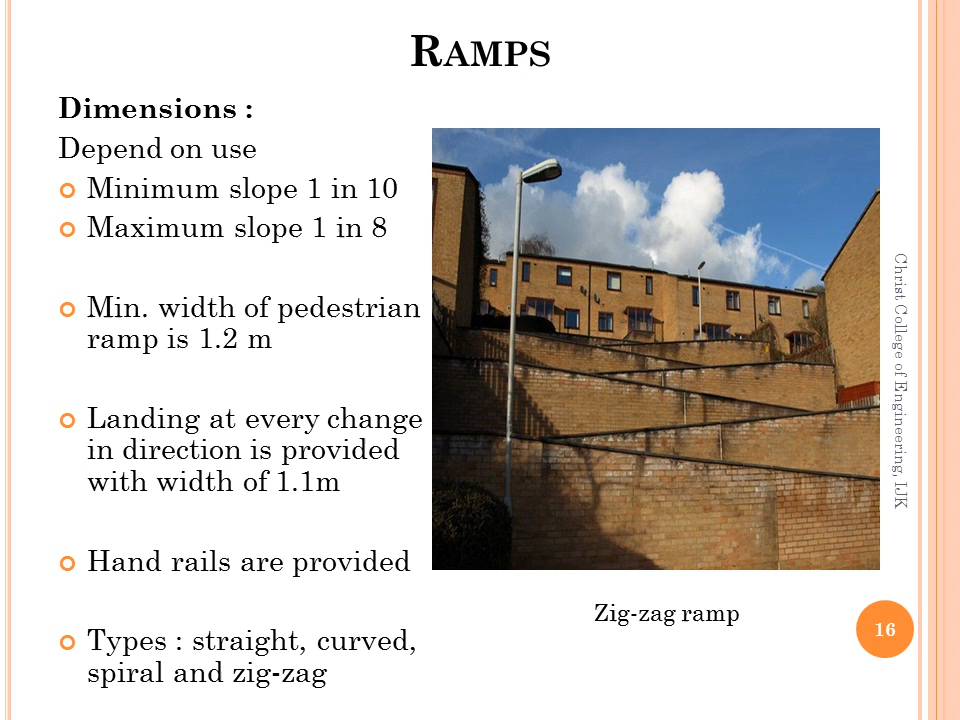 RAMPS
Dimensions :
Depend on use
Minimum slope 1 in 10
Maximum slope 1 in 8
Min. width of pedestrian
ramp is 1.2 m
Landing at every change
in direction is provided
with width of 1.1m
Hand rails are provided
Types : straight, curved,
spiral and zig-zag
Zig-zag ramp
Christ College of Engineering, IJK
16